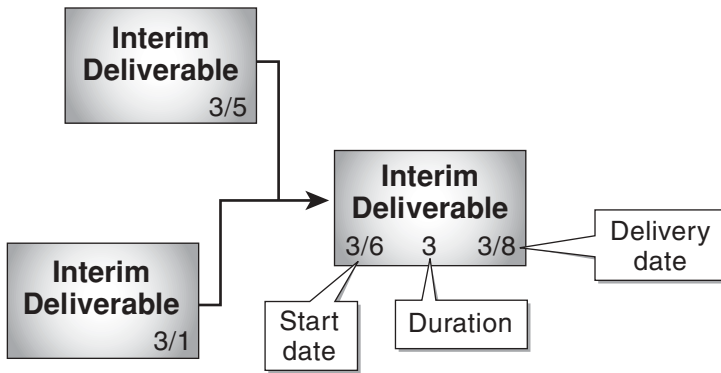 Interim
Deliverable
3/5
Interim
Deliverable
3/6 3 3/8
Delivery
date
Interim
Deliverable
3/1
Start
date
Duration